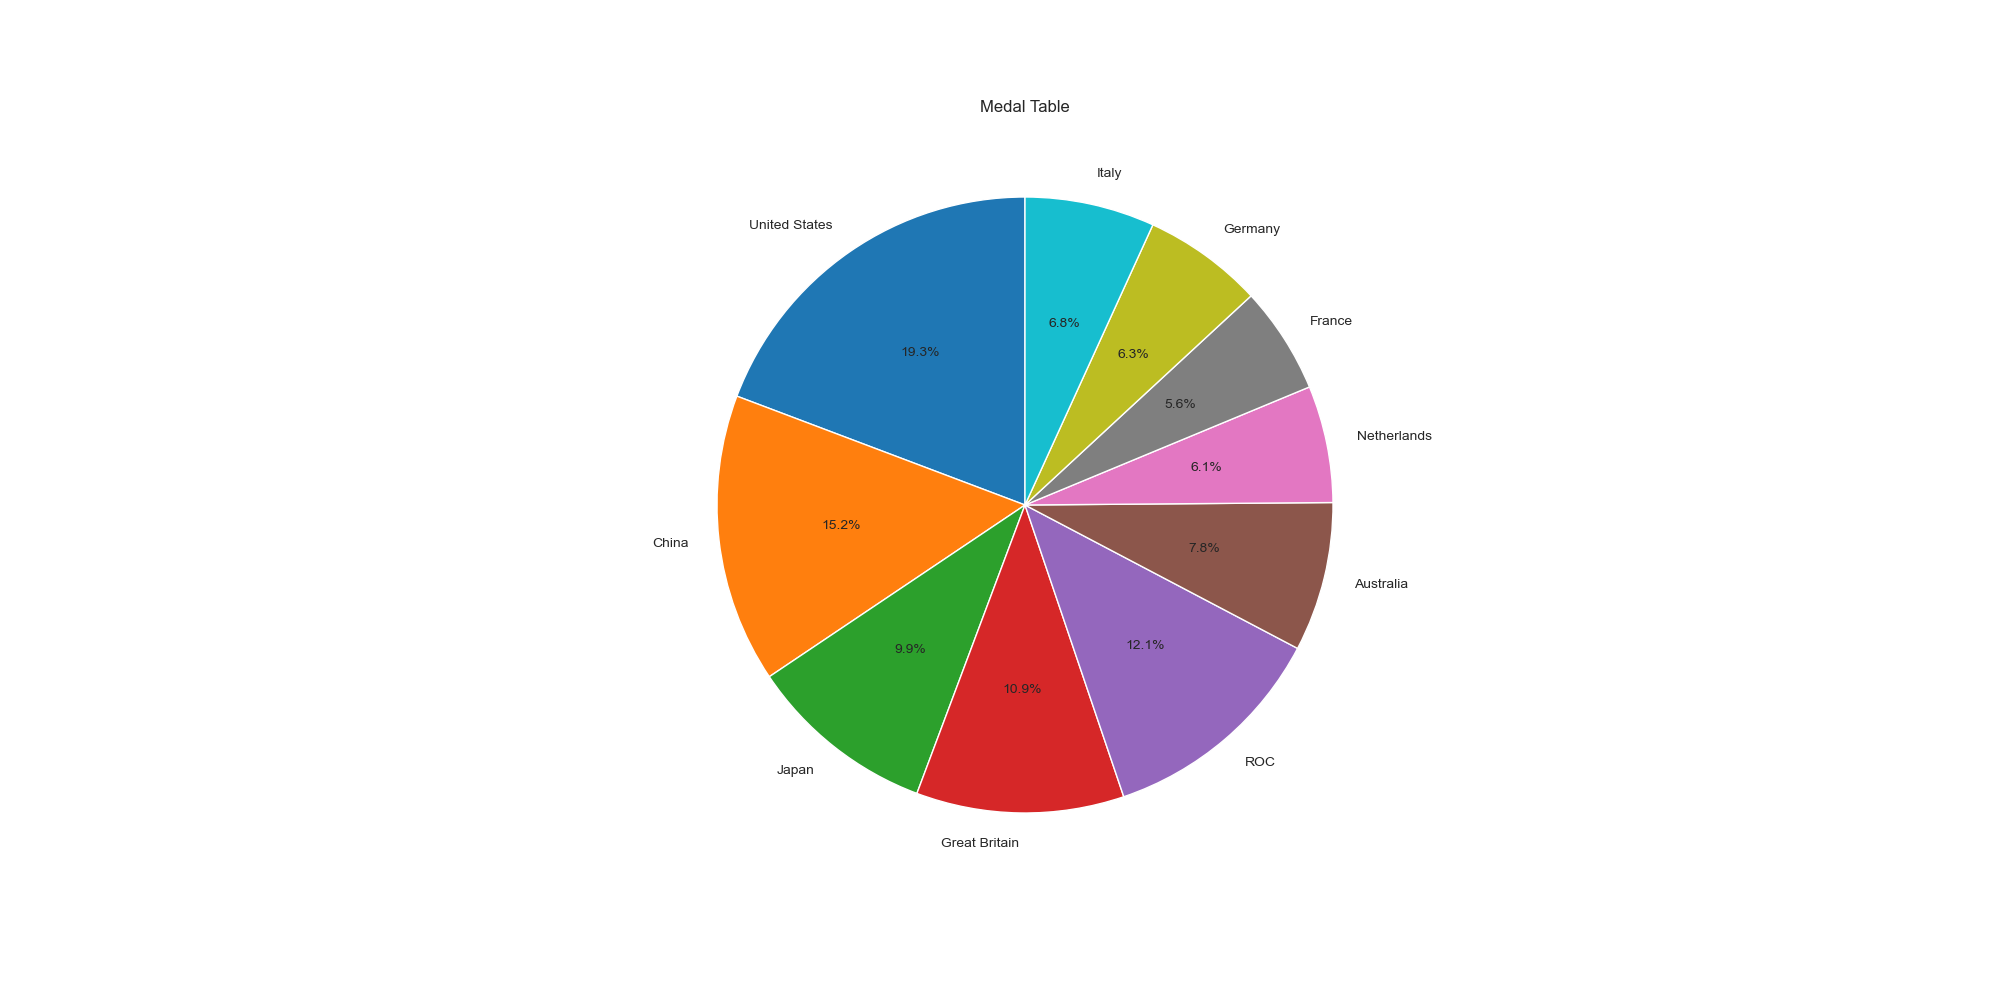 Medal Table
Italy
United States
Germany
France
6.8%
19.3%
6.3%
5.6%
Netherlands
6.1%
15.2%
China
7.8%
Australia
9.9%
12.1%
10.9%
ROC
Japan
Great Britain